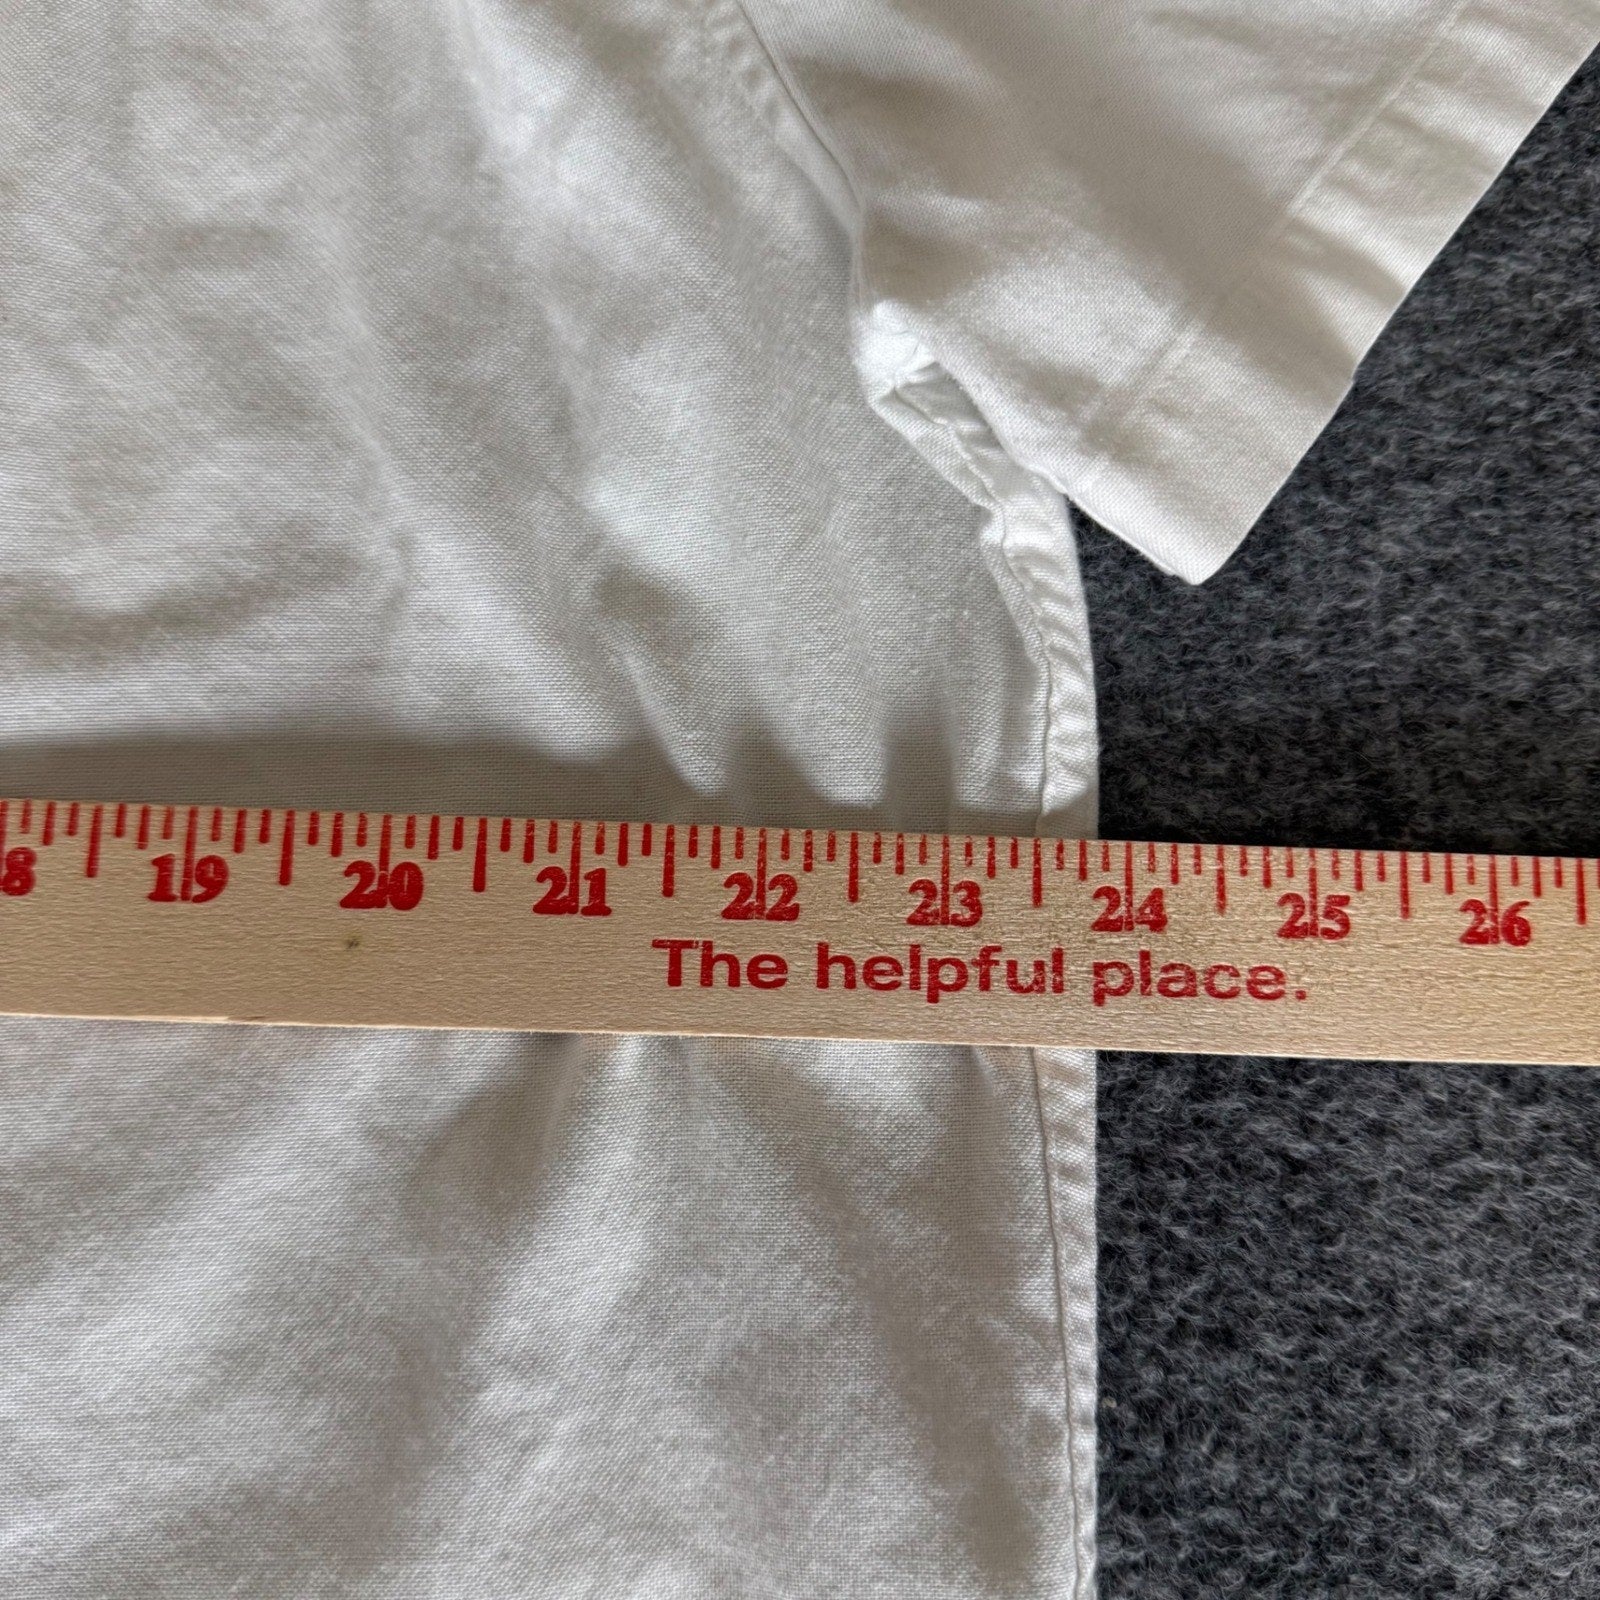 8 19 20 21 22 23 24 25 26
The helpful place.